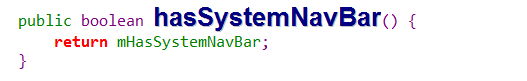 public boolean hasSystemNavBar() {
return mHasSystemNavBar;
}